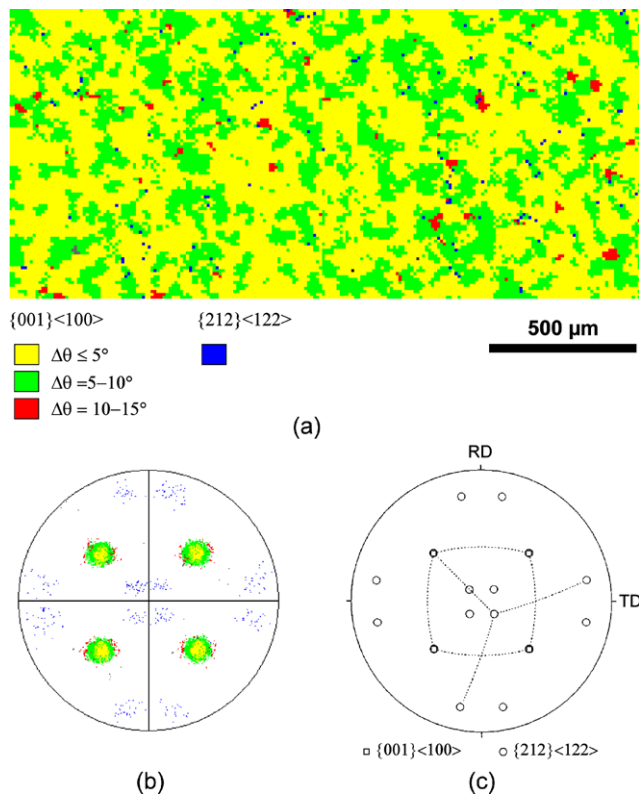 {001}<100> {212}<122>
500 µm
Δθ ≤ 5°
Δθ =5–10°
Δθ = 10–15°
(a)
RD
TD
{001}<100> {212}<122>
(b) (c)